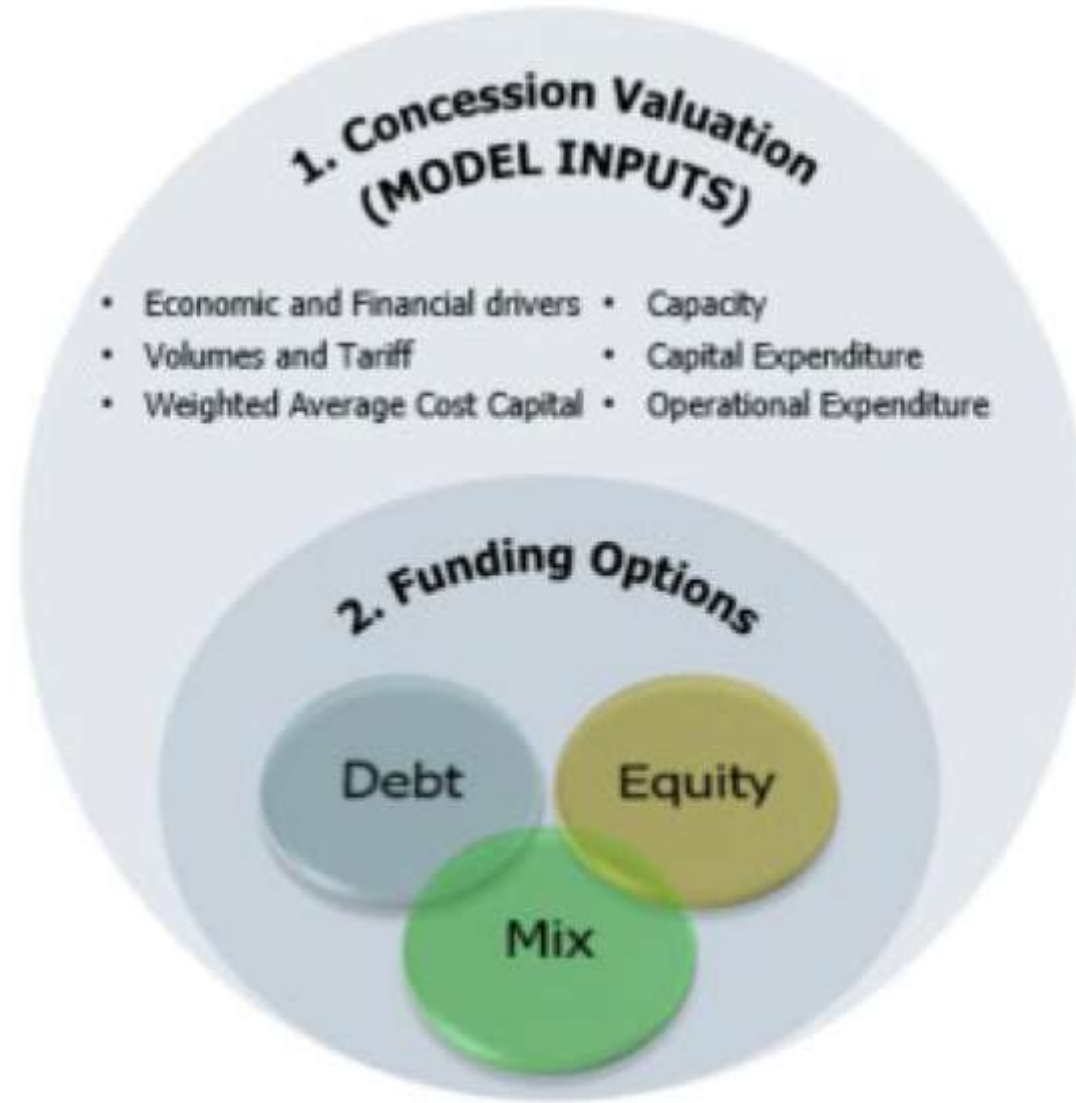 1. Concession Valuation
(MODEL INPUTS)
• Economic and Financial drivers
• Volumes and Tariff
• Weighted Average Cost Capital
• Capacity
• Capital Expenditure
• Operational Expenditure
2. Funding Options
Debt
Equity
Mix